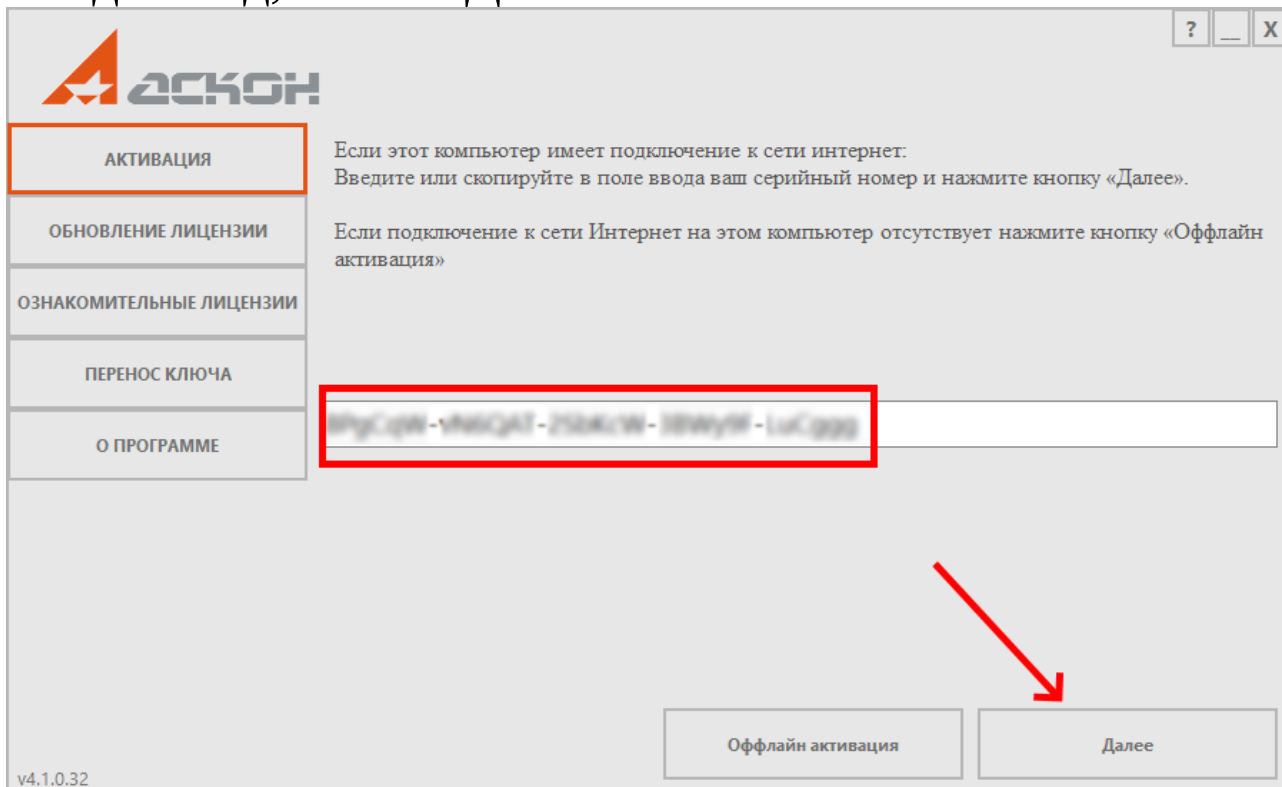 ? _ X
АСКОН
АКТИВАЦИЯ
ОБНОВЛЕНИЕ ЛИЦЕНЗИИ
ОЗНАКОМИТЕЛЬНЫЕ ЛИЦЕНЗИИ
ПЕРЕНОС КЛЮЧА
О ПРОГРАММЕ
Если этот компьютер имеет подключение к сети интернет:
Введите или скопируйте в поле ввода ваш серийный номер и нажмите кнопку «Далее».
Если подключение к сети Интернет на этом компьютер отсутствует нажмите кнопку «Оффлайн
активация»
Оффлайн активация
Далее
v4.1.0.32